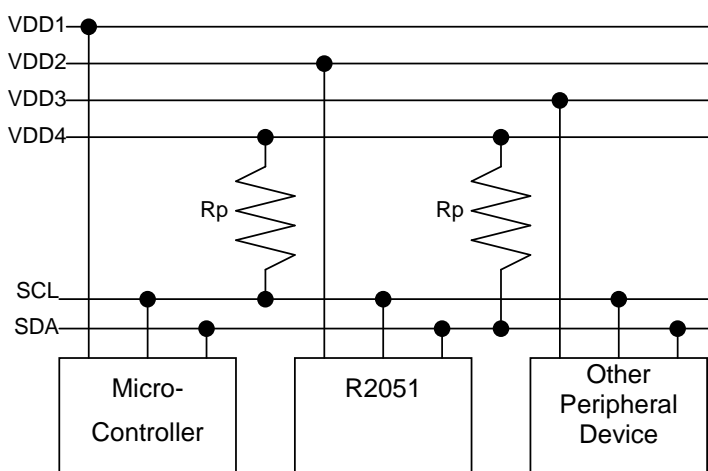 VDD1
VDD2
VDD3
VDD4
Rp
Rp
SCL
SDA
Micro-
Controller
R2051
Other
Peripheral
Device